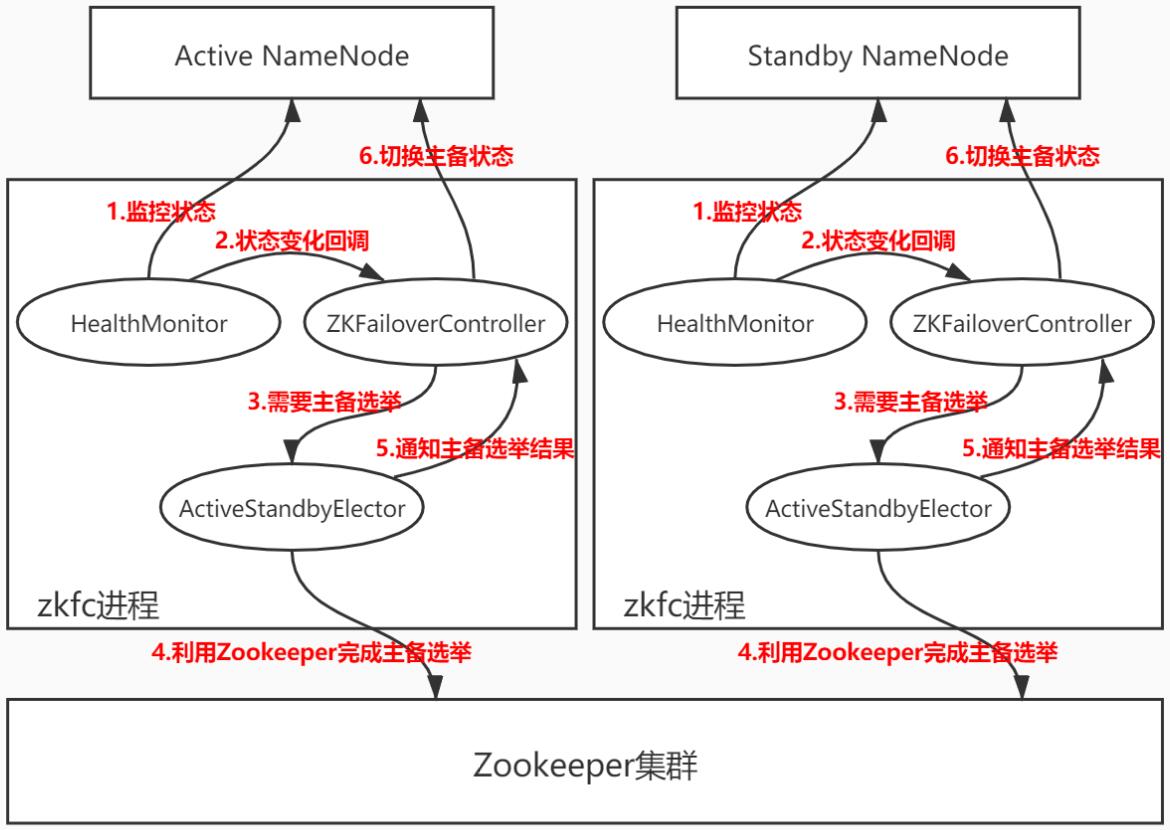 Active NameNode
Standby NameNode
6.切换主备状态
6.切换主备状态
1.监控状态
1.监控状态
2.状态变化回调
2.状态变化回调
HealthMonitor
ZKFailoverController
HealthMonitor
ZKFailoverController
3.需要主备选举
3.需要主备选举
5.通知主备选举结果
5.通知主备选举结果
ActiveStandbyElector
ActiveStandbyElector
zkfc进程
zkfc进程
4.利用Zookeeper完成主备选举
4.利用Zookeeper完成主备选举
Zookeeper集群